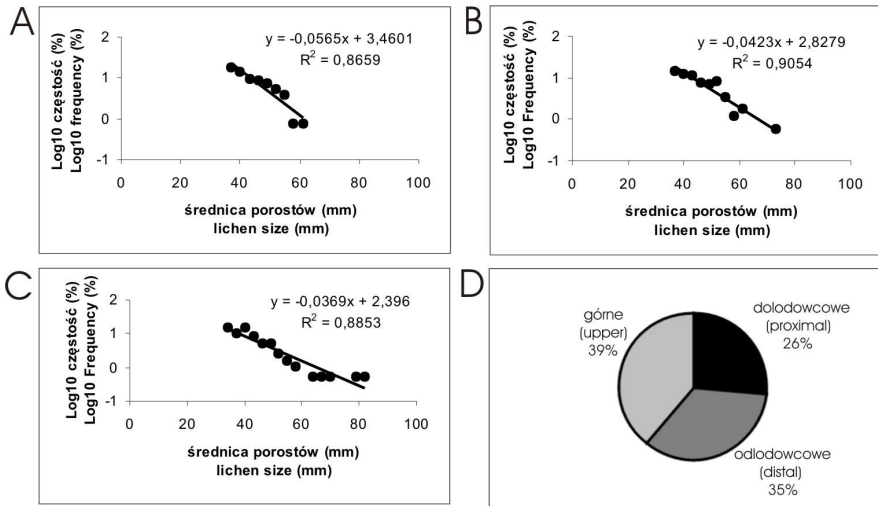 A
Log10 częstość (%)
Log10 frequency (%)
y = -0,0565x + 3,4601
R² = 0,8659
2
1
0
-1
0 20 40 60 80 100
średnica porostów (mm)
lichen size (mm)
B
Log10 częstość (%)
Log10 Frequency (%)
y = -0,0423x + 2,8279
R² = 0,9054
2
1
0
-1
0 20 40 60 80 100
średnica porostów (mm)
lichen size (mm)
C
Log10 częstość (%)
Log10 Frequency (%)
y = -0,0369x + 2,396
R² = 0,8853
2
1
0
-1
0 20 40 60 80 100
średnica porostów (mm)
lichen size (mm)
D
górne
(upper)
39%
dolodowcowe
(proximal)
26%
odlodowcowe
(distal)
35%